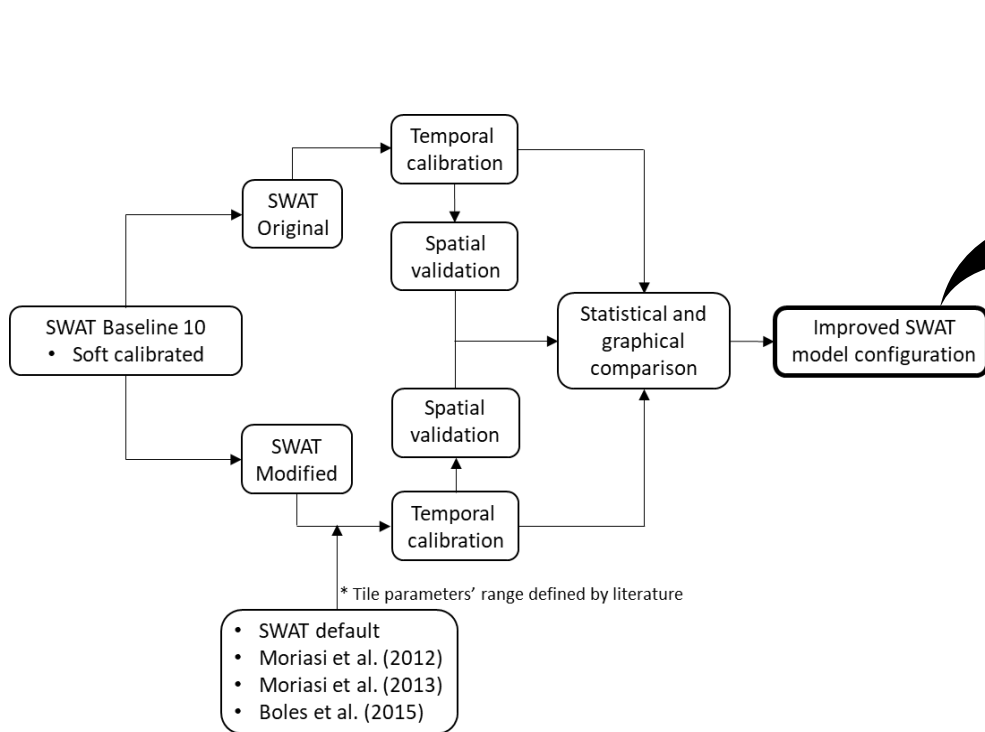 Temporal
calibration
SWAT
Original
Spatial
validation
SWAT Baseline 10
• Soft calibrated
Statistical and
graphical
comparison
Improved SWAT
model configuration
Spatial
validation
SWAT
Modified
Temporal
calibration
* Tile parameters' range defined by literature
• SWAT default
• Moriasi et al. (2012)
• Moriasi et al. (2013)
• Boles et al. (2015)